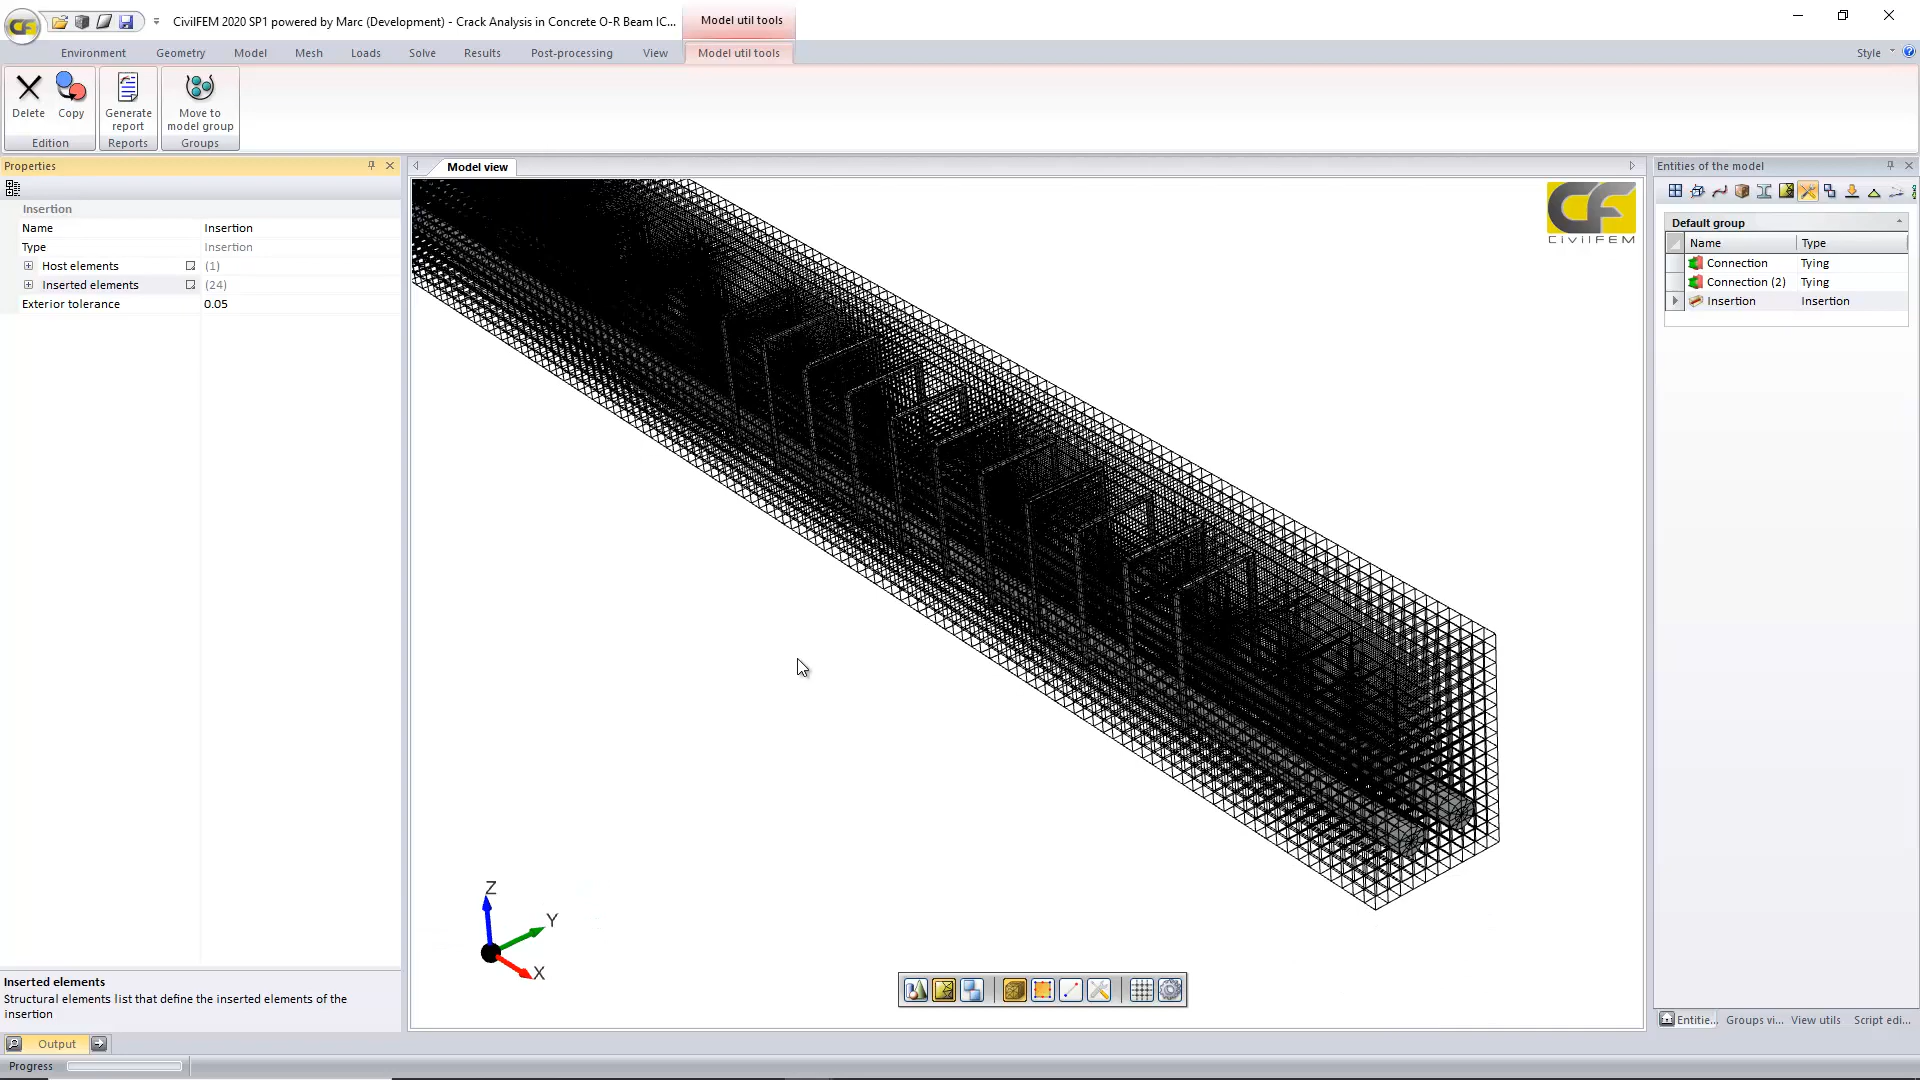 CivilFEM 2020 SP1 powered by Marc (Development) - Crack Analysis in Concrete O-R Beam IC...
Model util tools
Environment Geometry Model Mesh Loads Solve Results Post-processing View Model util tools Style
Delete Copy Generate report Move to model group
Edition Reports Groups
Properties
Model view
Entities of the model
Insertion
Name Insertion
Type Insertion
Host elements (1)
Inserted elements (24)
Exterior tolerance 0.05
CF
CIVILFEM
Default group
Name Type
Connection Tying
Connection (2) Tying
Insertion Insertion
Z
Y
X
Inserted elements
Structural elements list that define the inserted elements of the
insertion
Entitie... Groups vi... View utils Script edi...
Output
Progress